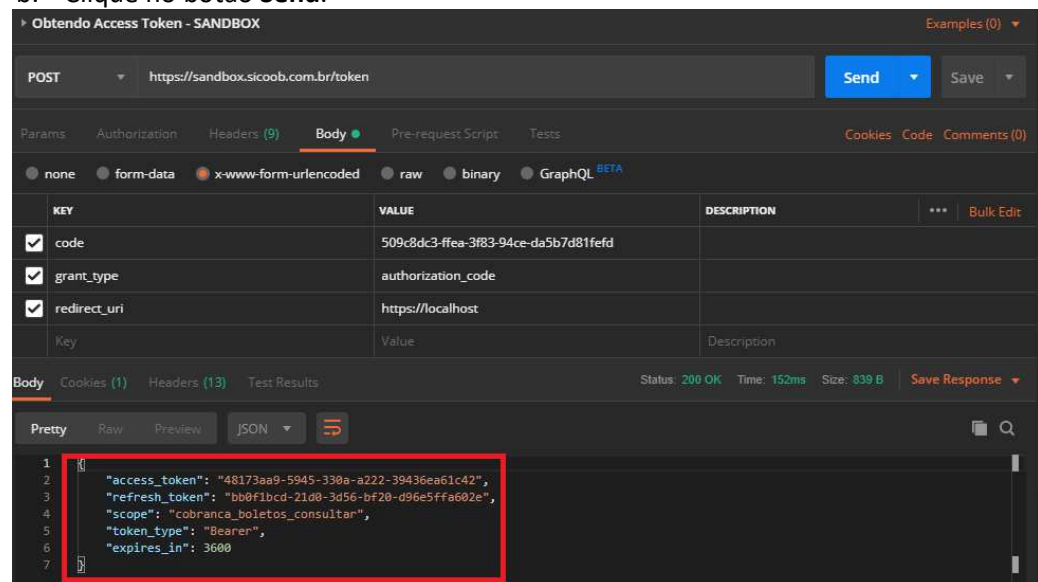 b. Clique no botão Send.
Obtendo Access Token - SANDBOX Examples (0)
POST https://sandbox.sicoob.com.br/token Send Save
Params Authorization Headers (9) Body Pre-request Script Tests Cookies Code Comments (0)
none form-data x-www-form-urlencoded raw binary GraphQL BETA
KEY VALUE DESCRIPTION ••• Bulk Edit
code 509c8dc3-ffea-3f83-94ce-da5b7d81fefd
grant_type authorization_code
redirect_uri https://localhost
Key Value Description
Body Cookies (1) Headers (13) Test Results Status: 200 OK Time: 152ms Size: 839 B Save Response
Pretty Raw Preview JSON
1 {
2 "access_token": "48173aa9-5945-330a-a222-39436ea61c42",
3 "refresh_token": "bb0f1bcd-21d0-3d56-bf20-d96e5ffa602e",
4 "scope": "cobranca_boletos_consultar",
5 "token_type": "Bearer",
6 "expires_in": 3600
7 }